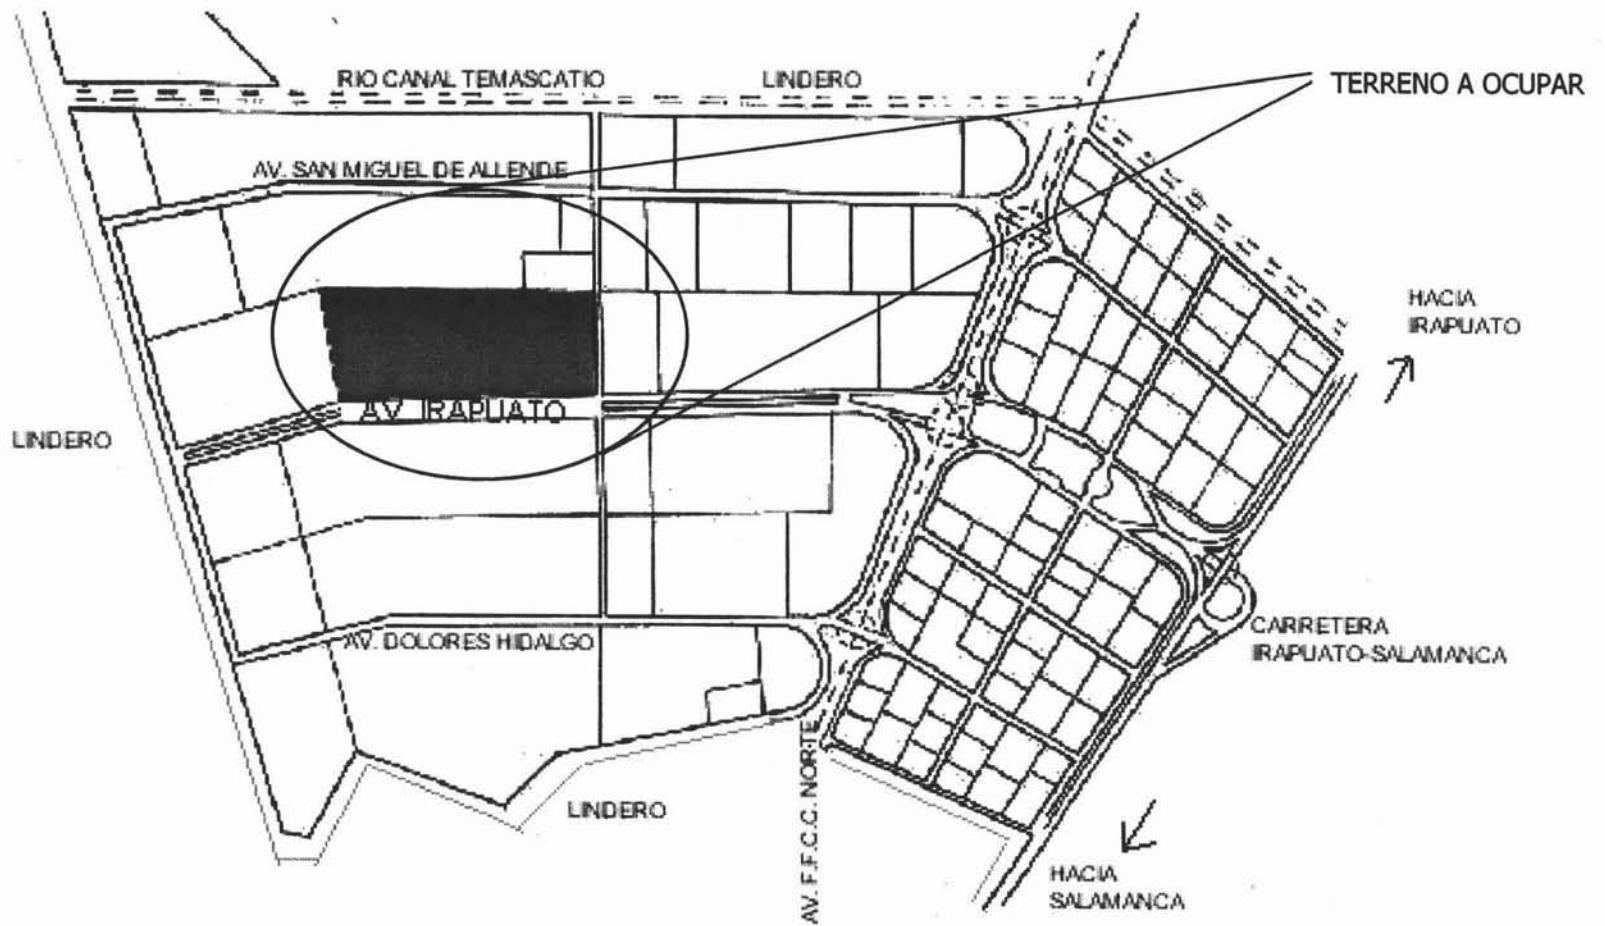 RIO CANAL TEMASCATIO
LINDERO
TERRENO A OCUPAR
AV. SAN MIGUEL DE ALLENDE
HACIA
IRAPUATO
AV. IRAPUATO
LINDERO
CARRETERA
IRAPUATO-SALAMANCA
AV. DOLORES HIDALGO
AV. F.F.C.C. NORTE
LINDERO
HACIA
SALAMANCA